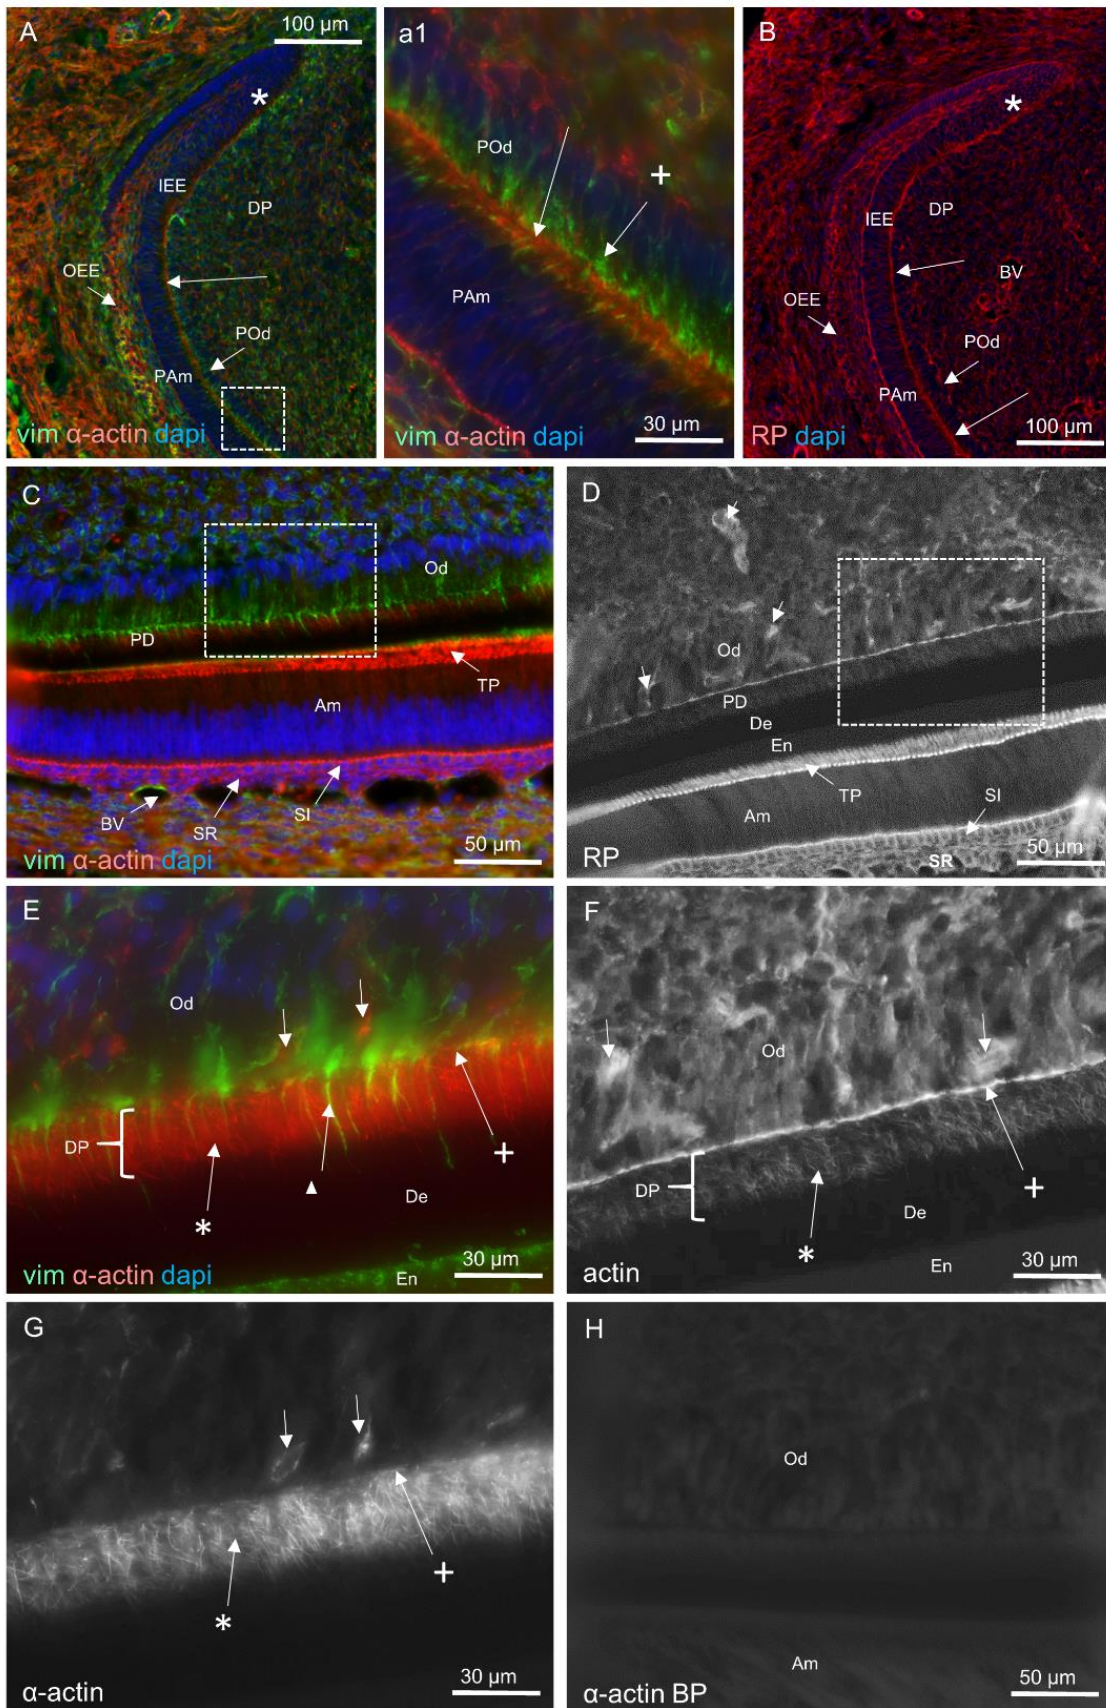 A
100 µm
*
IEE
DP
OEE
POd
PAm
vim α-actin dapi
a1
POd
+
PAm
vim α-actin dapi
30 µm
B
*
IEE
DP
BV
OEE
POd
PAm
RP dapi
100 µm
C
Od
PD
TP
Am
BV
SR
SI
vim α-actin dapi
50 µm
D
Od
PD
De
En
TP
Am
SI
SR
RP
50 µm
E
Od
DP
+
*
De
En
vim α-actin dapi
30 µm
F
Od
DP
+
*
De
En
actin
30 µm
G
*
+
α-actin
30 µm
H
Od
Am
α-actin BP
50 µm